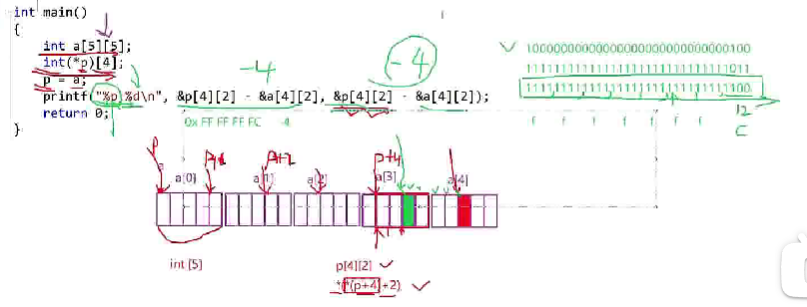 int main()
{
int a[5][5];
int(*p)[4];
p = a;
printf("%p,%d\n", &p[4][2] - &a[4][2], &p[4][2] - &a[4][2]);
return 0;
}
-4
-4
10000000000000000000000000000100
11111111111111111111111111111011
11111111111111111111111111111100
0x FF FF FF FC -4
f f f f f f f
12
C
p
a
p+1
p+2
p+4
a[0]
a[1]
a[2]
a[3]
a[4]
int [5]
p[4][2]
*(*(p+4)+2)